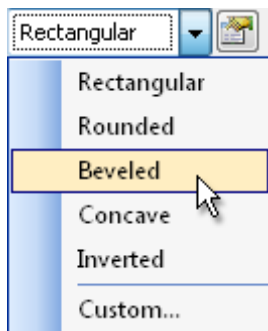 Rectangular
Rectangular
Rounded
Beveled
Concave
Inverted
Custom...